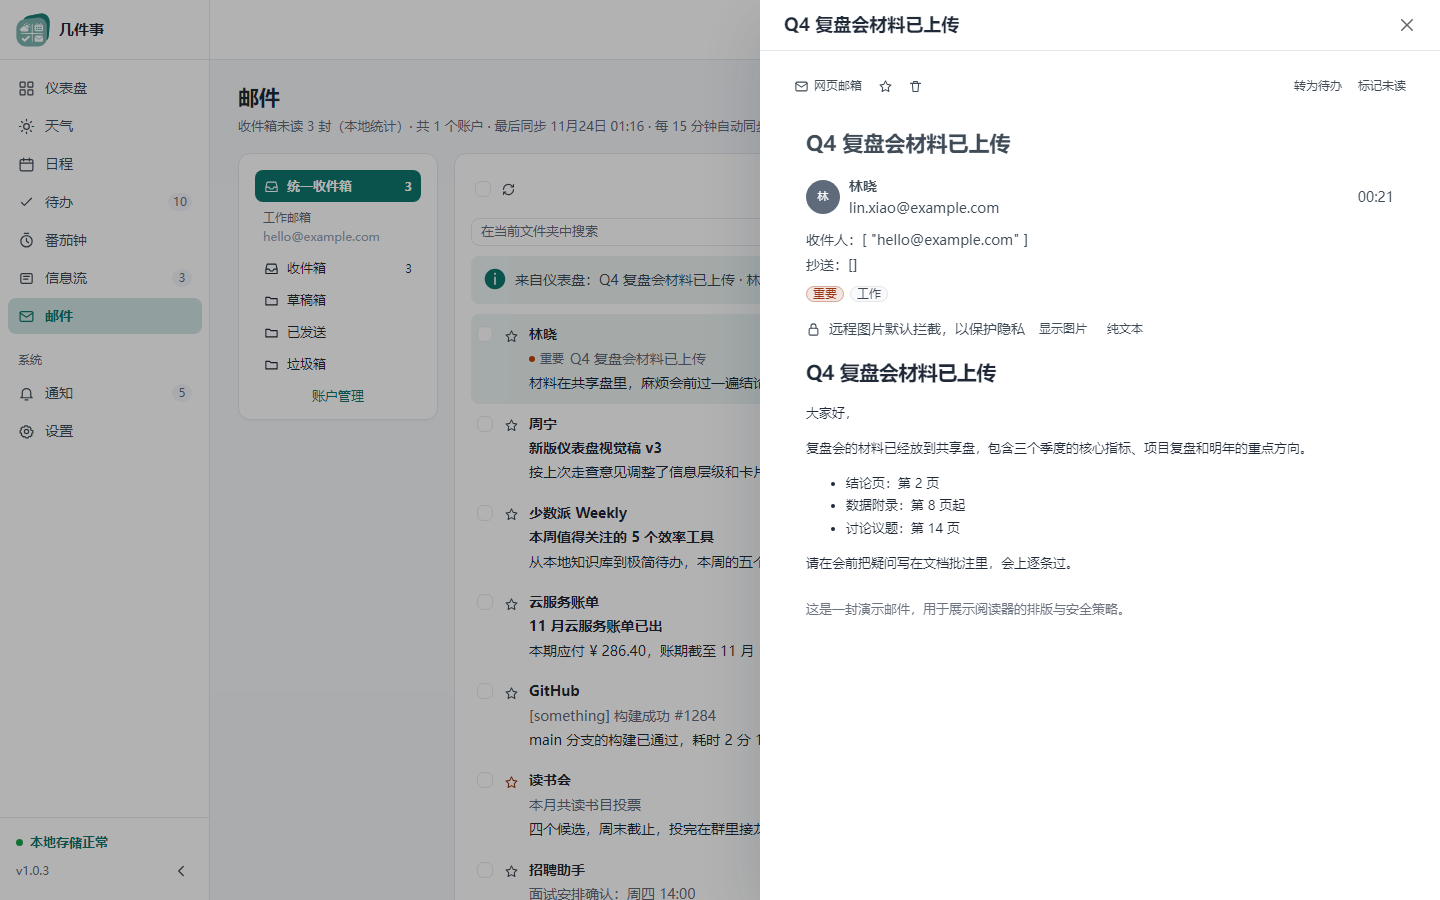 几件事
仪表盘
天气
日程
待办 10
番茄钟
信息流 3
邮件
系统
通知 5
设置
本地存储正常
v1.0.3
邮件
收件箱未读 3 封（本地统计）· 共 1 个账户 · 最后同步 11月24日 01:16 · 每 15 分钟自动同步
统一收件箱 3
工作邮箱
hello@example.com
收件箱 3
草稿箱
已发送
垃圾箱
账户管理
在当前文件夹中搜索
来自仪表盘：Q4 复盘会材料已上传 · 林
林晓
重要 Q4 复盘会材料已上传
材料在共享盘里，麻烦会前过一遍结论
周宁
新版仪表盘视觉稿 v3
按上次走查意见调整了信息层级和卡片
少数派 Weekly
本周值得关注的 5 个效率工具
从本地知识库到极简待办，本周的五个
云服务账单
11 月云服务账单已出
本期应付 ¥ 286.40，账期截至 11 月
GitHub
[something] 构建成功 #1284
main 分支的构建已通过，耗时 2 分 1
读书会
本月共读书目投票
四个候选，周末截止，投完在群里接龙
招聘助手
面试安排确认：周四 14:00
Q4 复盘会材料已上传
网页邮箱 转为待办 标记未读
Q4 复盘会材料已上传
林 林晓
lin.xiao@example.com 00:21
收件人：[ "hello@example.com" ]
抄送：[]
重要 工作
远程图片默认拦截，以保护隐私 显示图片 纯文本
Q4 复盘会材料已上传
大家好，
复盘会的材料已经放到共享盘，包含三个季度的核心指标、项目复盘和明年的重点方向。
• 结论页：第 2 页
• 数据附录：第 8 页起
• 讨论议题：第 14 页
请在会前把疑问写在文档批注里，会上逐条过。
这是一封演示邮件，用于展示阅读器的排版与安全策略。